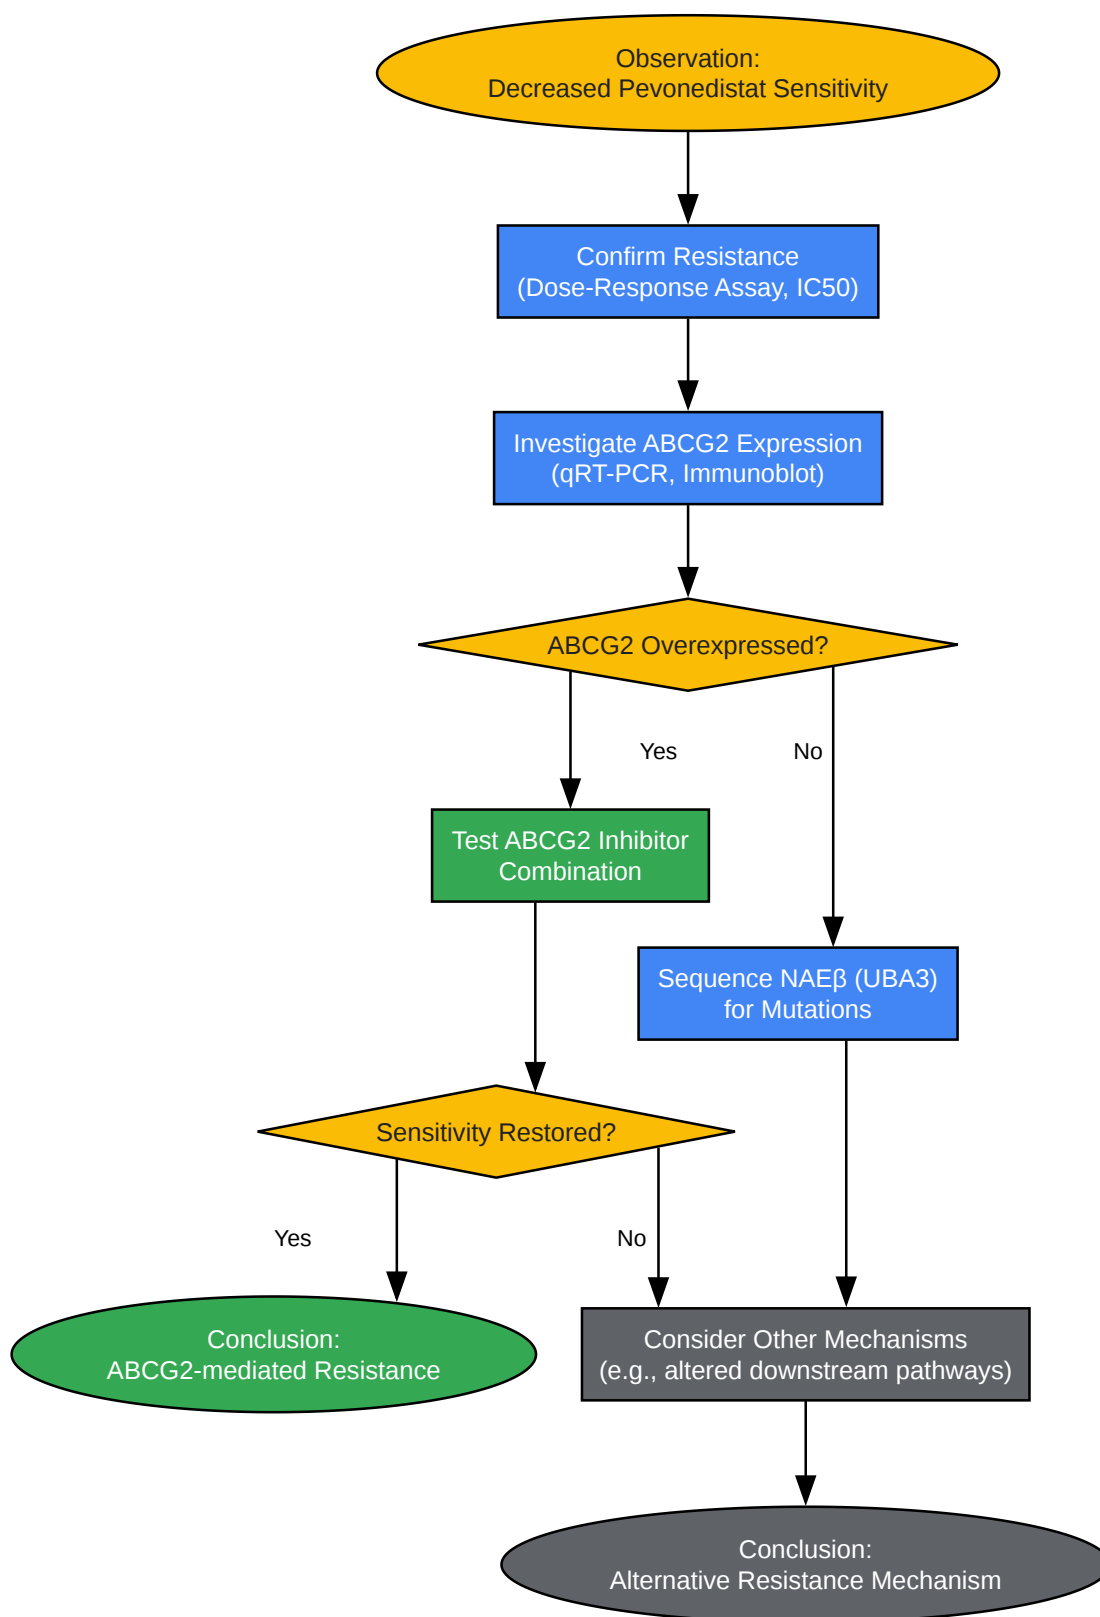 Observation:
Decreased Pevonedistat Sensitivity
Confirm Resistance
(Dose-Response Assay, IC50)
Investigate ABCG2 Expression
(qRT-PCR, Immunoblot)
ABCG2 Overexpressed?
Yes
No
Test ABCG2 Inhibitor
Combination
Sequence NAEβ (UBA3)
for Mutations
Sensitivity Restored?
Yes
No
Conclusion:
ABCG2-mediated Resistance
Consider Other Mechanisms
(e.g., altered downstream pathways)
Conclusion:
Alternative Resistance Mechanism